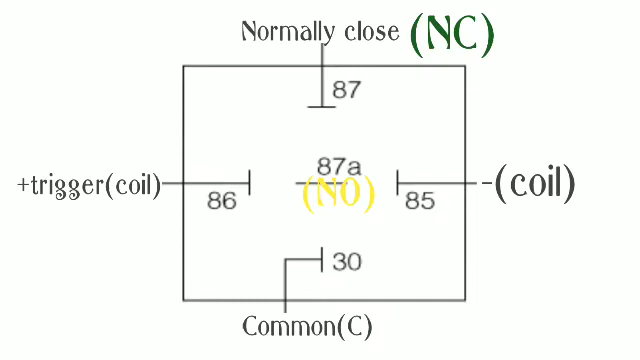 Normally close (NC)
87
87a
+trigger(coil) (NO) -(coil)
86 85
30
Common(C)